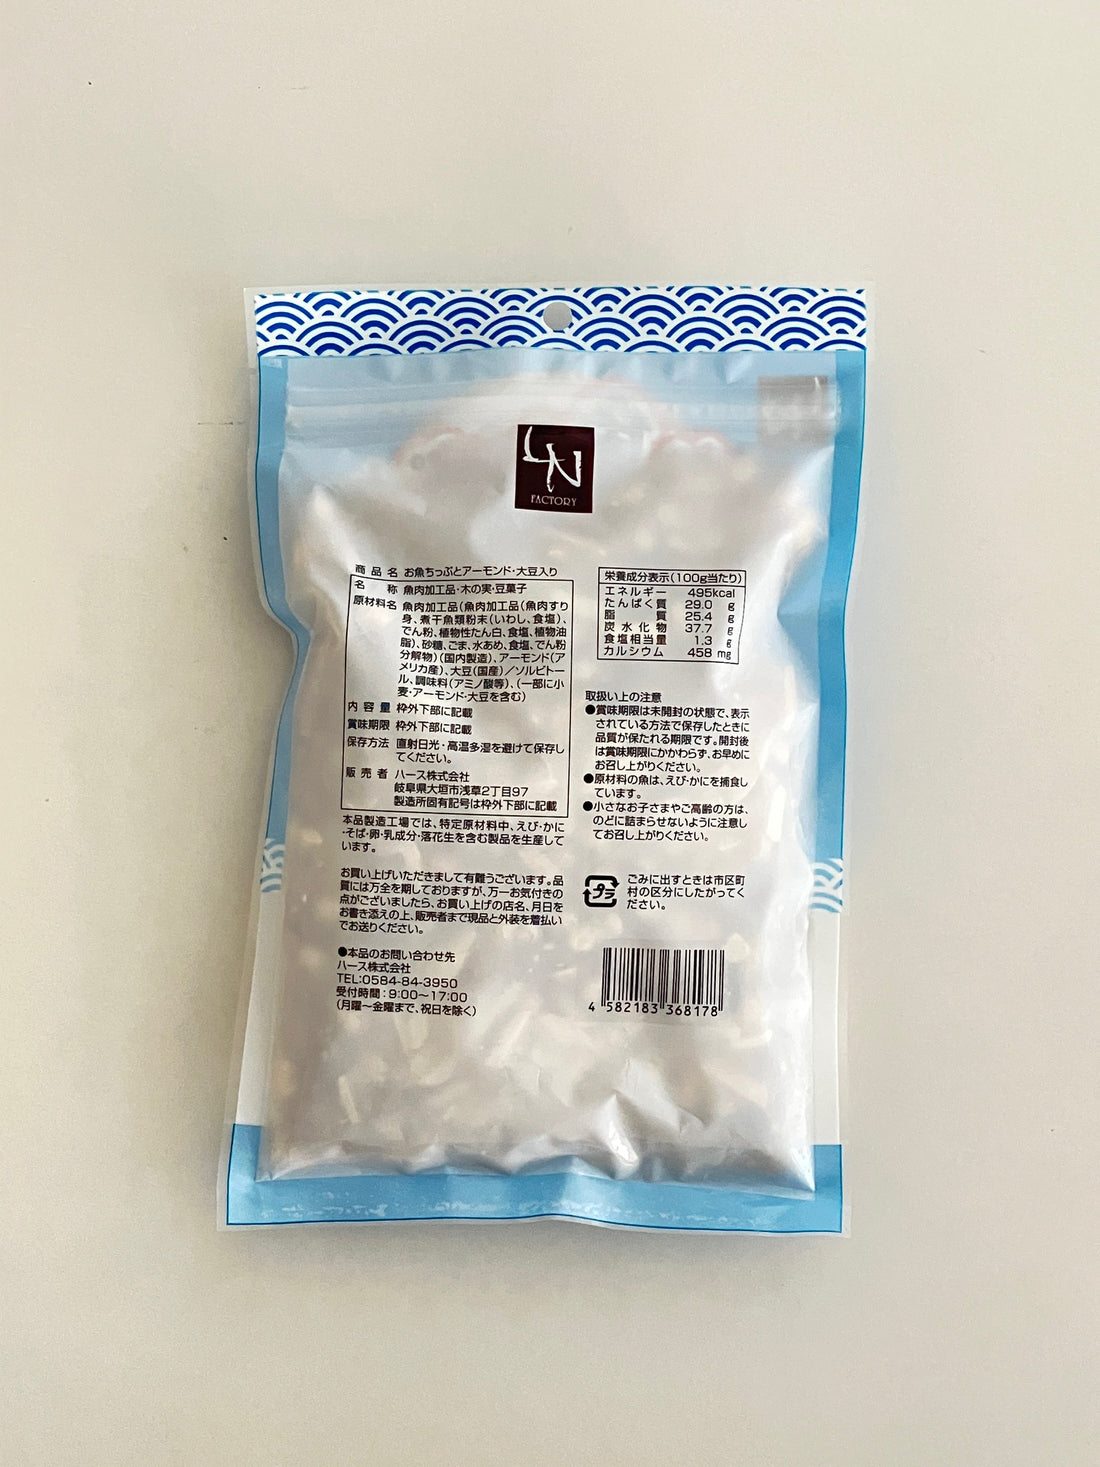 LN
FACTORY
商品名 お魚ちっぷとアーモンド・大豆入り
名称 魚肉加工品・木の実・豆菓子
原材料名 魚肉加工品(魚肉加工品(魚肉すり
身、煮干魚類粉末(いわし、食塩)、
でん粉、植物性たん白、食塩、植物油
脂)、砂糖、ごま、水あめ、食塩、でん粉
分解物)(国内製造)、アーモンド(ア
メリカ産)、大豆(国産)/ソルビトー
ル、調味料(アミノ酸等)、(一部に小
麦・アーモンド・大豆を含む)
内容量 枠外下部に記載
賞味期限 枠外下部に記載
保存方法 直射日光・高温多湿を避けて保存し
てください。
販売者 ハース株式会社
岐阜県大垣市浅草2丁目97
製造所固有記号は枠外下部に記載
本品製造工場では、特定原材料中、えび・かに
・そば・卵・乳成分・落花生を含む製品を生産して
います。
お買い上げいただきまして有難うございます。品
質には万全を期しておりますが、万一お気付きの
点がございましたら、お買い上げの店名、月日を
お書き添えの上、販売者まで現品と外装を着払い
でお送りください。
●本品のお問い合わせ先
ハース株式会社
TEL:0584-84-3950
受付時間:9:00〜17:00
(月曜〜金曜まで、祝日を除く)
栄養成分表示(100g当たり)
エネルギー 495kcal
たんぱく質 29.0 g
脂質 25.4 g
炭水化物 37.7 g
食塩相当量 1.3 g
カルシウム 458 mg
取扱い上の注意
●賞味期限は未開封の状態で、表示
されている方法で保存したときに
品質が保たれる期限です。開封後
は賞味期限にかかわらず、お早めに
お召し上がりください。
●原材料の魚は、えび・かにを捕食し
ています。
●小さなお子さまやご高齢の方は、
のどに詰まらせないように注意し
てお召し上がりください。
プラ
ごみに出すときは市区町
村の区分にしたがってく
ださい。
4 582183 368178